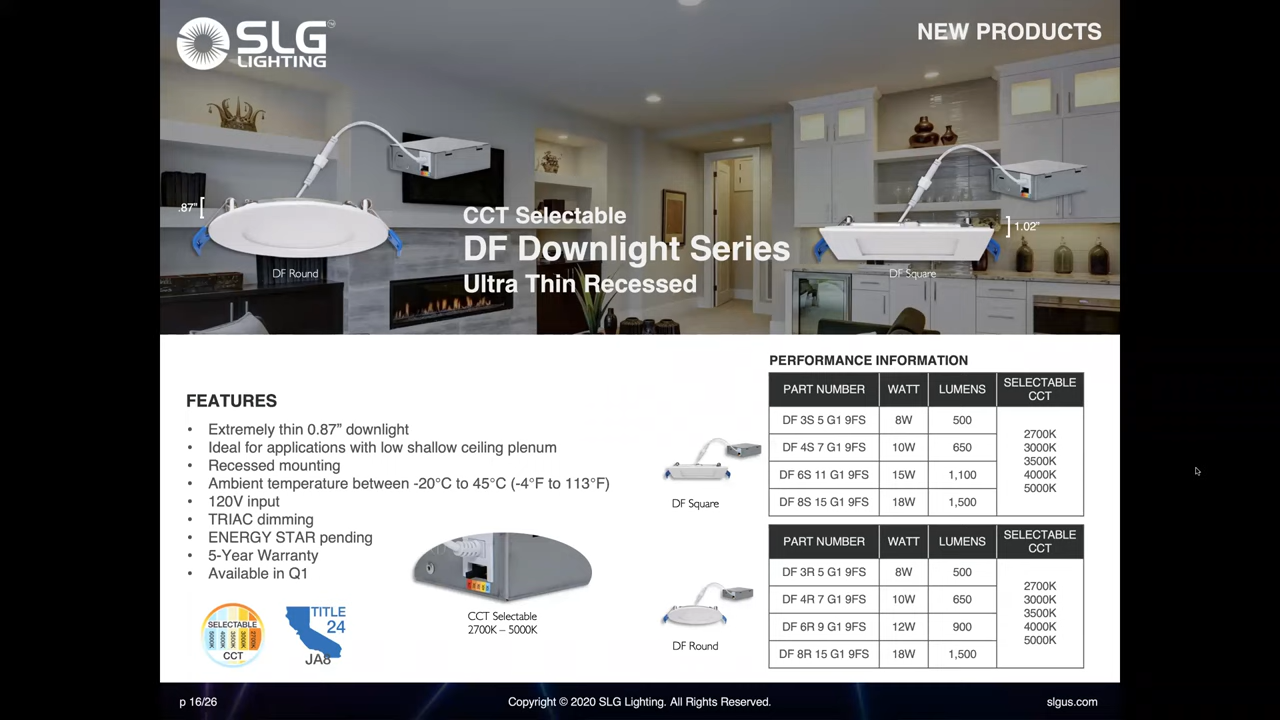 SLG
LIGHTING
NEW PRODUCTS
.87"
CCT Selectable
DF Downlight Series
Ultra Thin Recessed
1.02"
DF Round
DF Square
FEATURES
• Extremely thin 0.87” downlight
• Ideal for applications with low shallow ceiling plenum
• Recessed mounting
• Ambient temperature between -20°C to 45°C (-4°F to 113°F)
• 120V input
• TRIAC dimming
• ENERGY STAR pending
• 5-Year Warranty
• Available in Q1
SELECTABLE
5000K 4000K 3500K 3000K 2700K
CCT
TITLE
24
JA8
CCT Selectable
2700K – 5000K
DF Square
DF Round
PERFORMANCE INFORMATION
PART NUMBER WATT LUMENS SELECTABLE CCT
DF 3S 5 G1 9FS 8W 500
DF 4S 7 G1 9FS 10W 650
DF 6S 11 G1 9FS 15W 1,100
DF 8S 15 G1 9FS 18W 1,500
2700K
3000K
3500K
4000K
5000K
PART NUMBER WATT LUMENS SELECTABLE CCT
DF 3R 5 G1 9FS 8W 500
DF 4R 7 G1 9FS 10W 650
DF 6R 9 G1 9FS 12W 900
DF 8R 15 G1 9FS 18W 1,500
2700K
3000K
3500K
4000K
5000K
p 16/26
Copyright © 2020 SLG Lighting. All Rights Reserved.
slgus.com